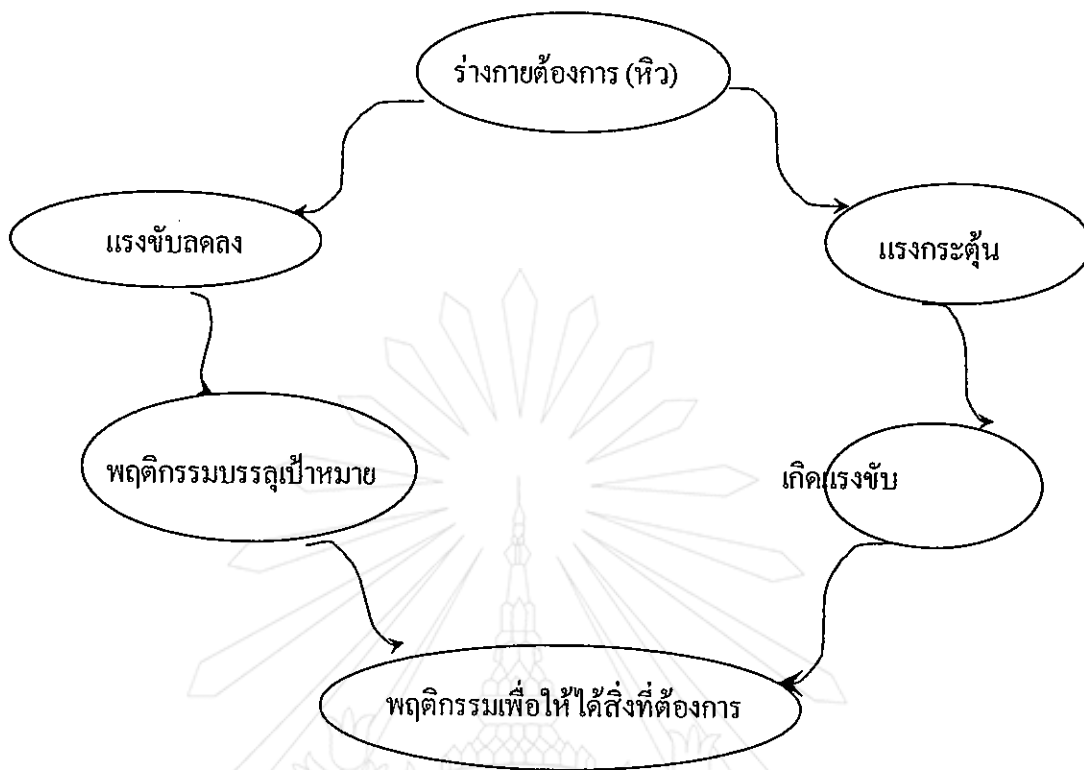 ร่างกายต้องการ (หิว)
แรงขับลดลง
แรงกระตุ้น
พฤติกรรมบรรลุเป้าหมาย
เกิดแรงขับ
พฤติกรรมเพื่อให้ได้สิ่งที่ต้องการ